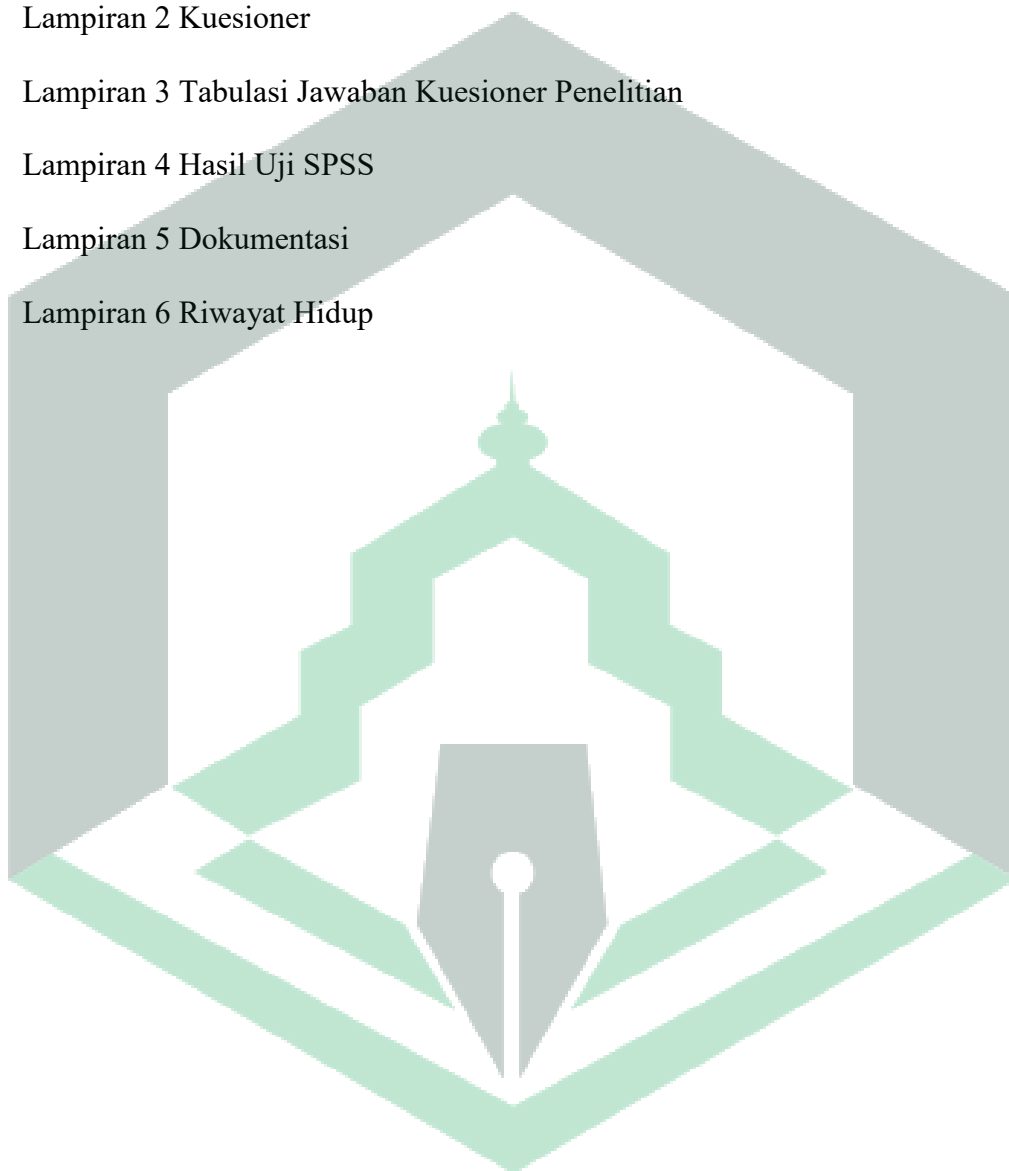 Lampiran 2 Kuesioner
Lampiran 3 Tabulasi Jawaban Kuesioner Penelitian
Lampiran 4 Hasil Uji SPSS
Lampiran 5 Dokumentasi
Lampiran 6 Riwayat Hidup